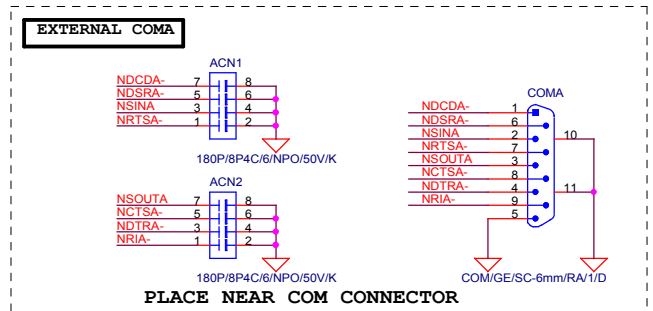 EXTERNAL COMA
ACN1
NDCDA- 7 8
NDSRA- 5 6
NSINA 3 4
NRTSA- 1 2
180P/8P4C/6/NPO/50V/K
ACN2
NSOUTA 7 8
NCTSA- 5 6
NDTRA- 3 4
NRIA- 1 2
180P/8P4C/6/NPO/50V/K
COMA
NDCDA- 1
NDSRA- 6
NSINA 2 10
NRTSA- 7
NSOUTA 3
NCTSA- 8
NDTRA- 4 11
NRIA- 9
5
COM/GE/SC-6mm/RA/1/D
PLACE NEAR COM CONNECTOR